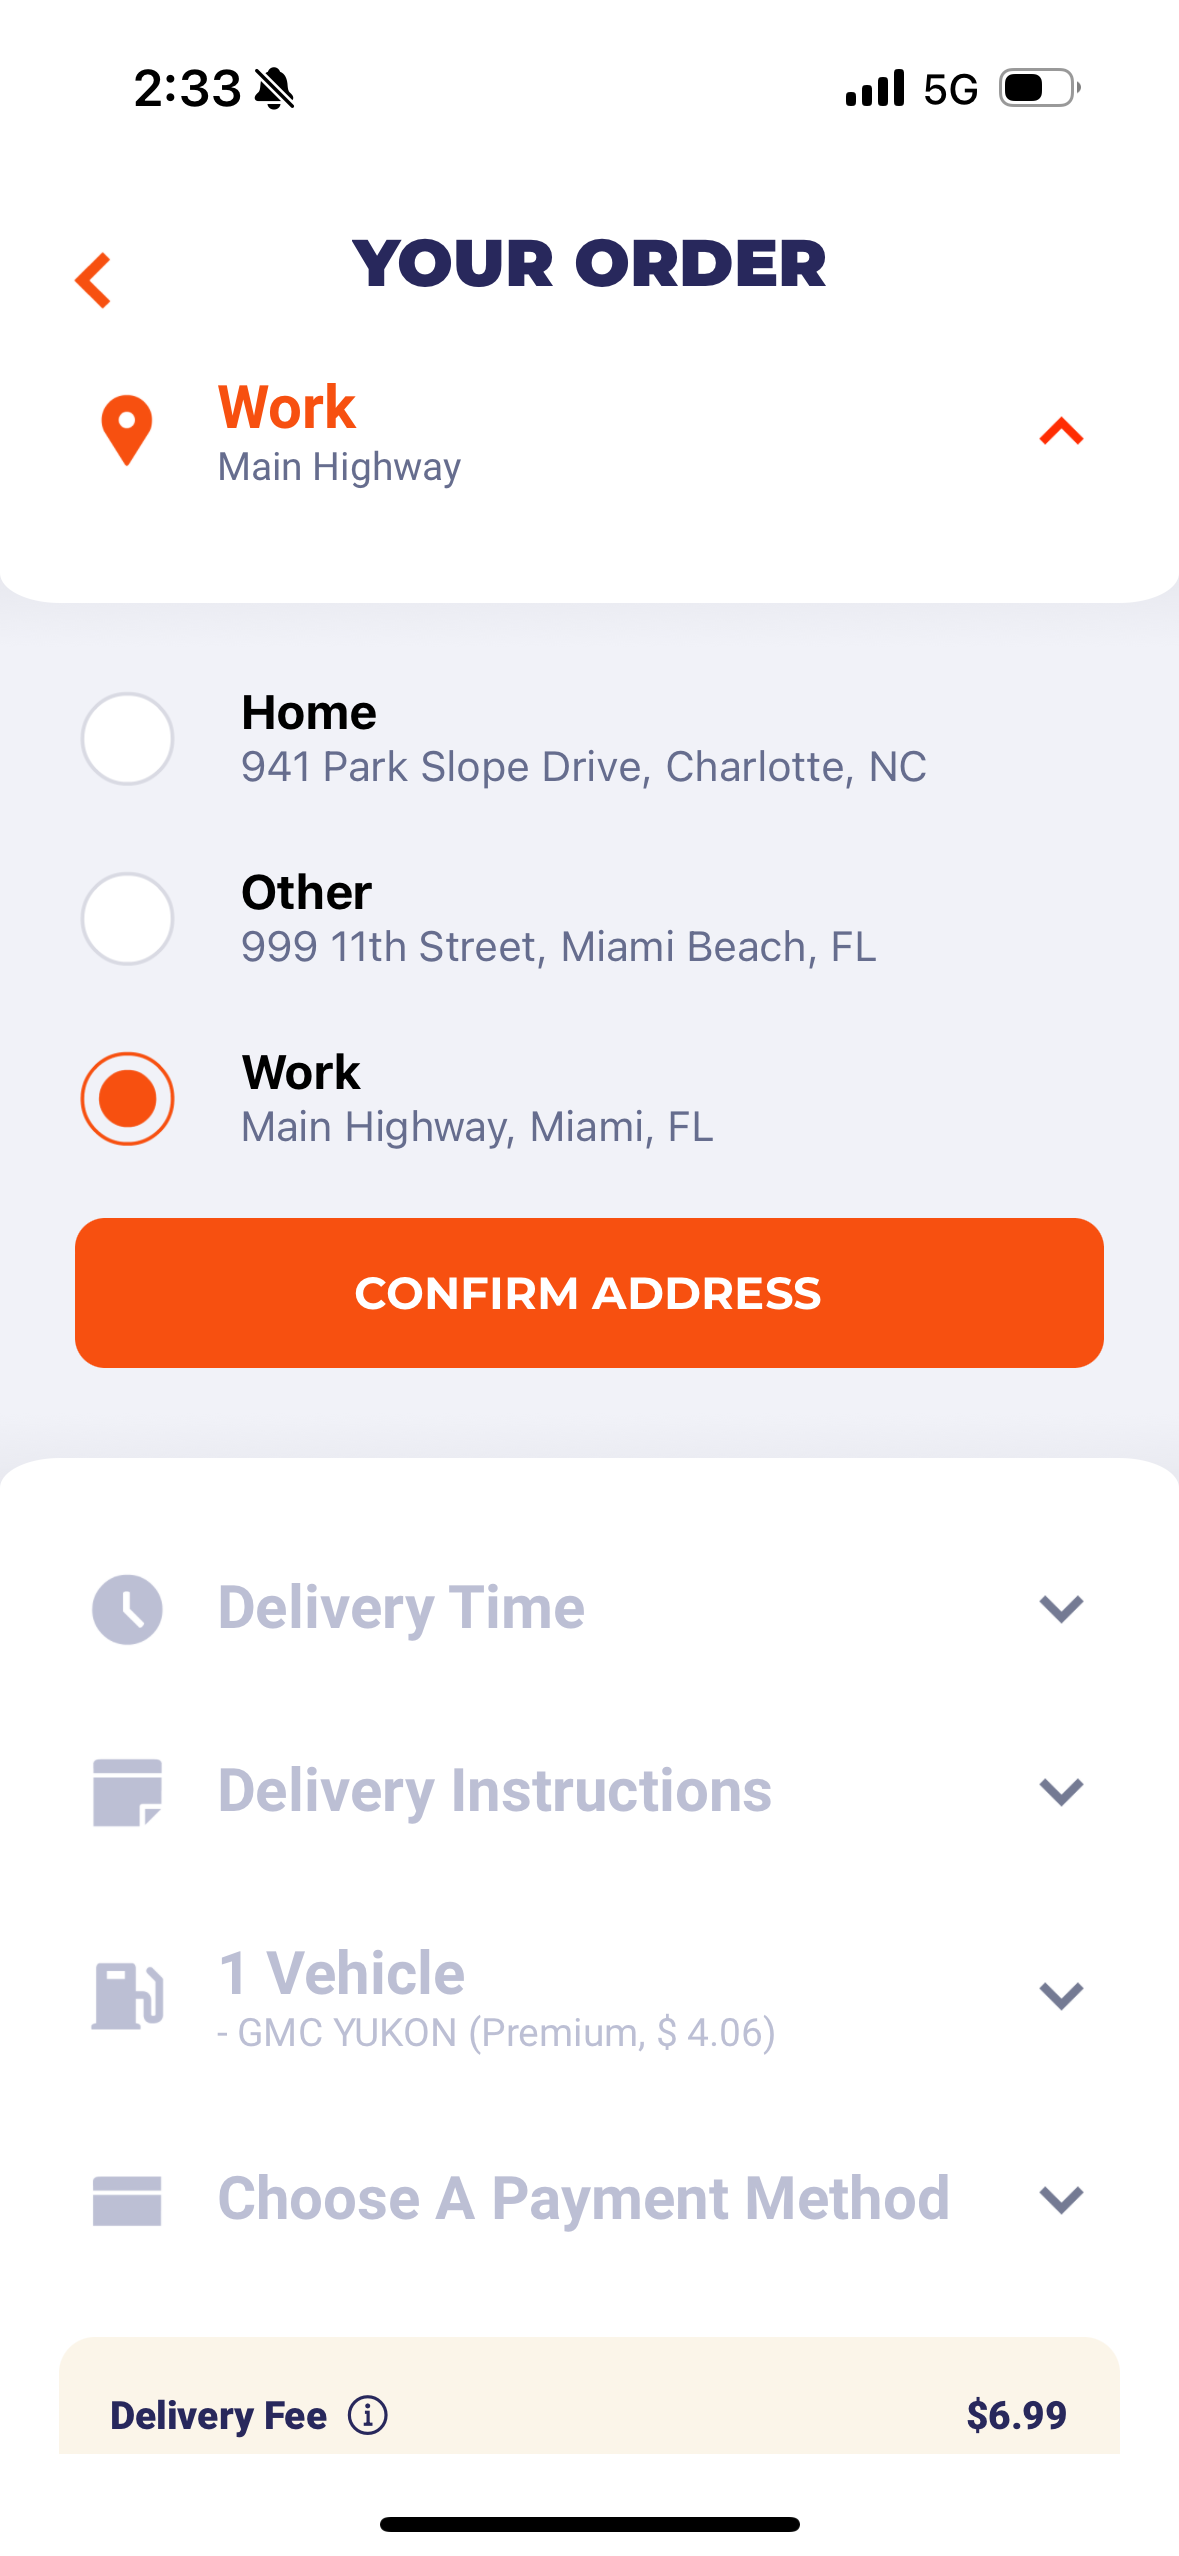 2:33
5G
YOUR ORDER
Work
Main Highway
Home
941 Park Slope Drive, Charlotte, NC
Other
999 11th Street, Miami Beach, FL
Work
Main Highway, Miami, FL
CONFIRM ADDRESS
Delivery Time
Delivery Instructions
1 Vehicle
- GMC YUKON (Premium, $ 4.06)
Choose A Payment Method
Delivery Fee $6.99